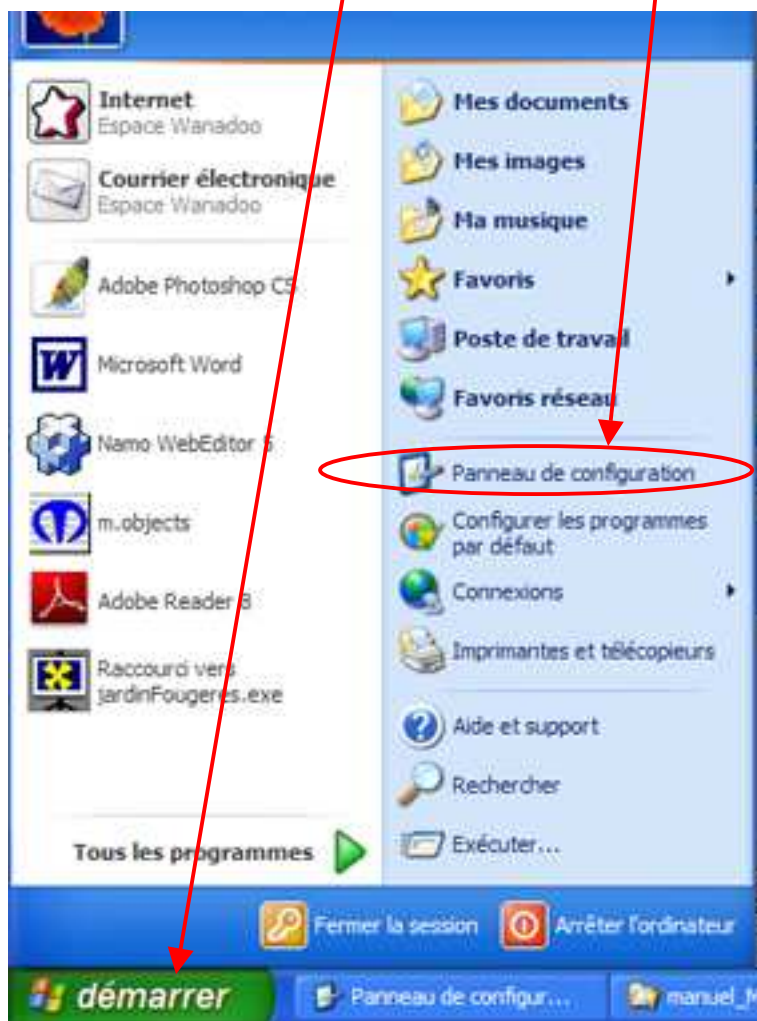 Internet
Espace Wanadoo
Courrier électronique
Espace Wanadoo
Adobe Photoshop CS
Microsoft Word
Namo WebEditor 5
m.objects
Adobe Reader 8
Raccourci vers
jardinFougeres.exe
Tous les programmes
Mes documents
Mes images
Ma musique
Favoris
Poste de travail
Favoris réseau
Panneau de configuration
Configurer les programmes
par défaut
Connexions
Imprimantes et télécopieurs
Aide et support
Rechercher
Exécuter...
Fermer la session
Arrêter l'ordinateur
démarrer
Panneau de configur...
manuel_M